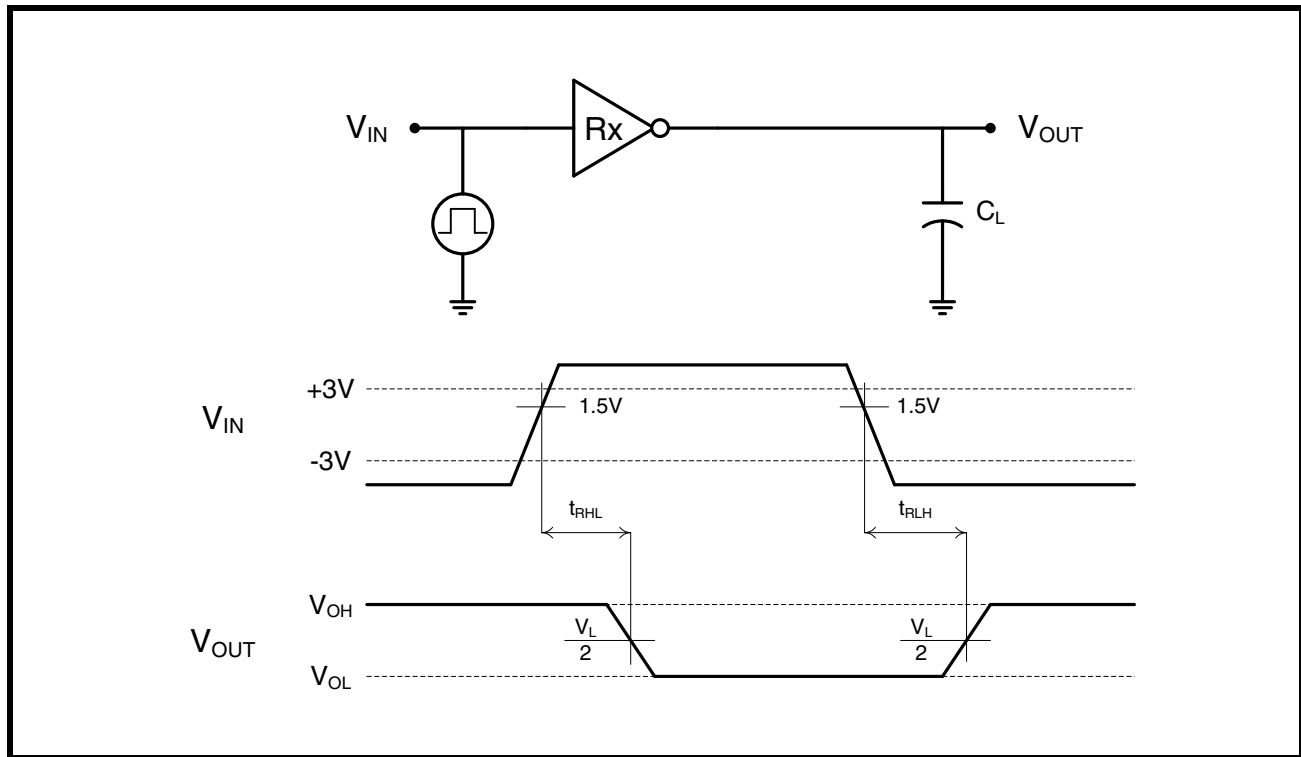 V_IN Rx V_OUT
C_L
+3V
1.5V 1.5V
V_IN
-3V
t_RHL t_RLH
V_OH
V_L/2 V_L/2
V_OUT
V_OL